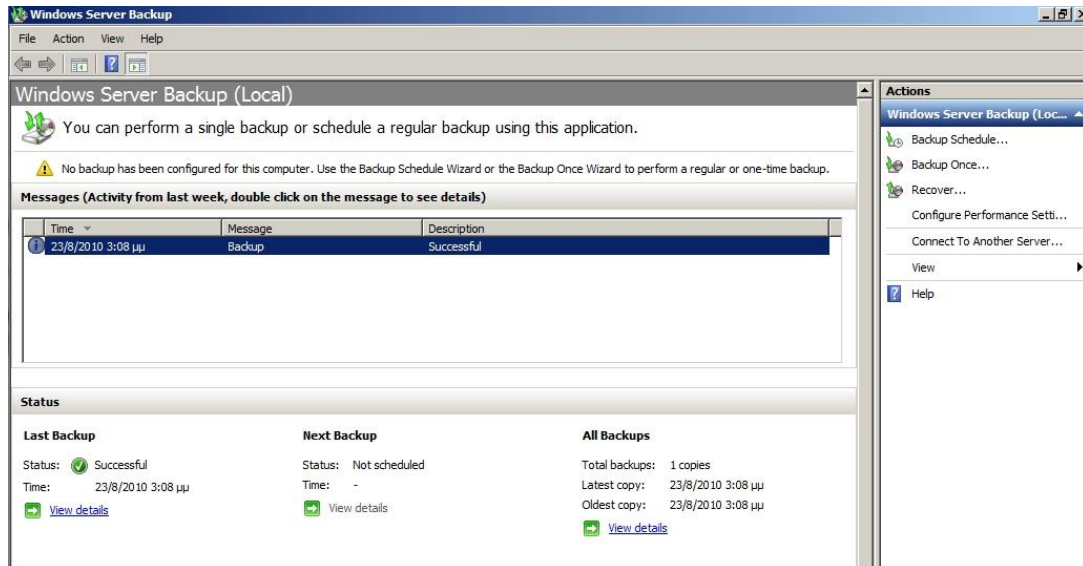 Windows Server Backup
File Action View Help
Windows Server Backup (Local)
You can perform a single backup or schedule a regular backup using this application.
No backup has been configured for this computer. Use the Backup Schedule Wizard or the Backup Once Wizard to perform a regular or one-time backup.
Messages (Activity from last week, double click on the message to see details)
Time Message Description
23/8/2010 3:08 μμ Backup Successful
Status
Last Backup
Status: Successful
Time: 23/8/2010 3:08 μμ
View details
Next Backup
Status: Not scheduled
Time: -
View details
All Backups
Total backups: 1 copies
Latest copy: 23/8/2010 3:08 μμ
Oldest copy: 23/8/2010 3:08 μμ
View details
Actions
Windows Server Backup (Loc...
Backup Schedule...
Backup Once...
Recover...
Configure Performance Setti...
Connect To Another Server...
View
Help